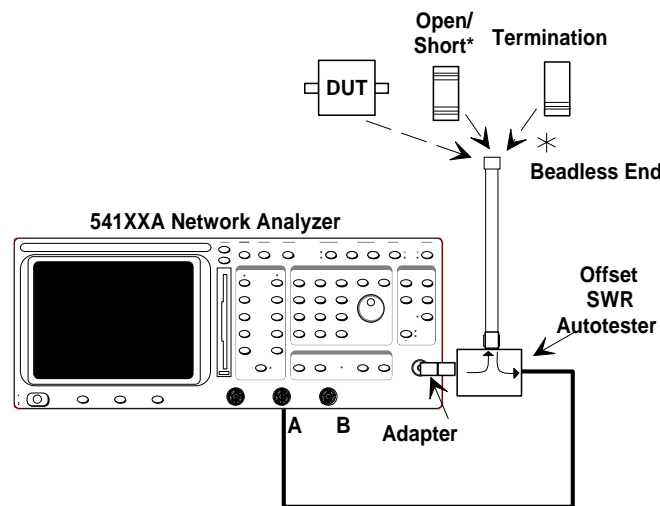 Open/
Short*
Termination
DUT
Beadless End
541XXA Network Analyzer
Offset
SWR
Autotester
A
B
Adapter